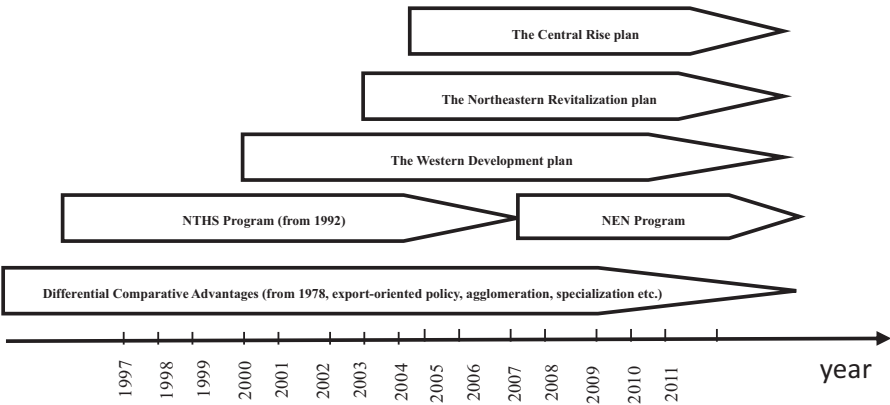 The Central Rise plan
The Northeastern Revitalization plan
The Western Development plan
NTHS Program (from 1992)
NEN Program
Differential Comparative Advantages (from 1978, export-oriented policy, agglomeration, specialization etc.)
1997 1998 1999 2000 2001 2002 2003 2004 2005 2006 2007 2008 2009 2010 2011
year